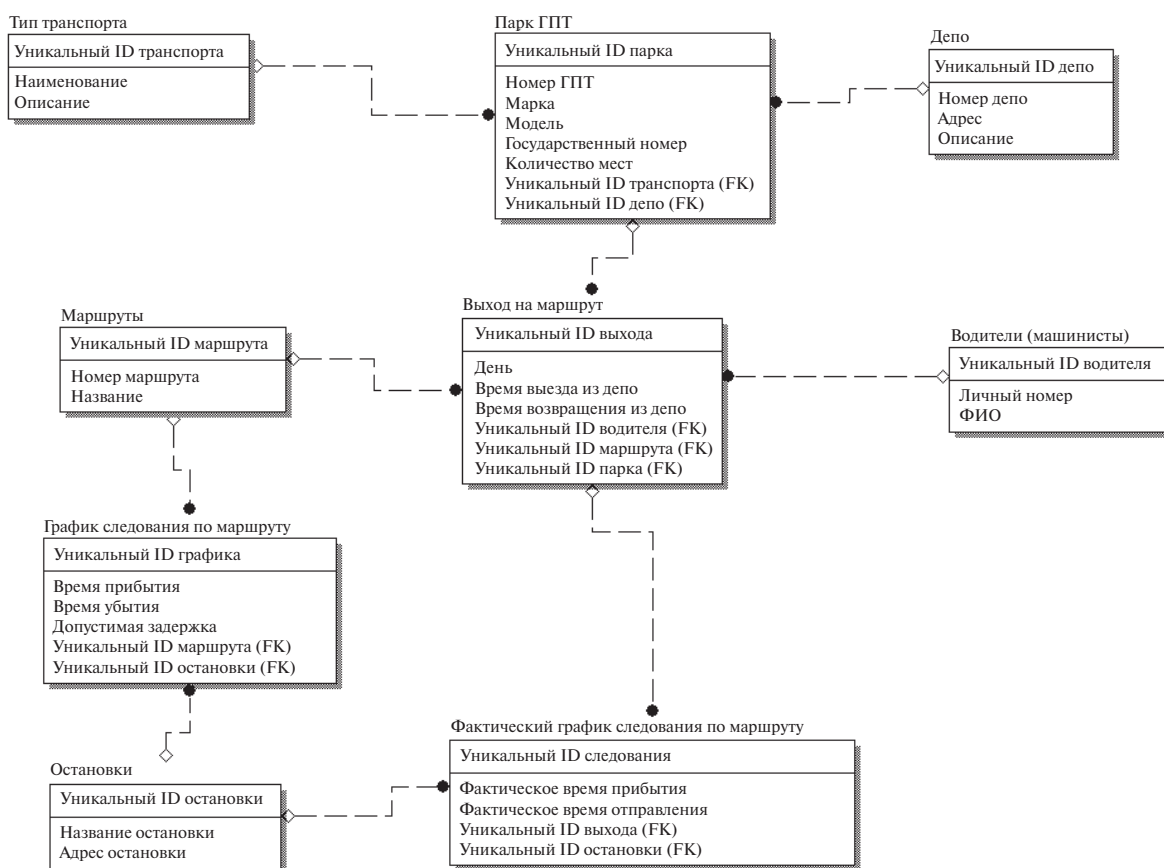 Тип транспорта
Уникальный ID транспорта
Наименование
Описание
Парк ГПТ
Уникальный ID парка
Номер ГПТ
Марка
Модель
Государственный номер
Количество мест
Уникальный ID транспорта (FK)
Уникальный ID депо (FK)
Депо
Уникальный ID депо
Номер депо
Адрес
Описание
Маршруты
Уникальный ID маршрута
Номер маршрута
Название
Выход на маршрут
Уникальный ID выхода
День
Время выезда из депо
Время возвращения из депо
Уникальный ID водителя (FK)
Уникальный ID маршрута (FK)
Уникальный ID парка (FK)
Водители (машинисты)
Уникальный ID водителя
Личный номер
ФИО
График следования по маршруту
Уникальный ID графика
Время прибытия
Время убытия
Допустимая задержка
Уникальный ID маршрута (FK)
Уникальный ID остановки (FK)
Остановки
Уникальный ID остановки
Название остановки
Адрес остановки
Фактический график следования по маршруту
Уникальный ID следования
Фактическое время прибытия
Фактическое время отправления
Уникальный ID выхода (FK)
Уникальный ID остановки (FK)